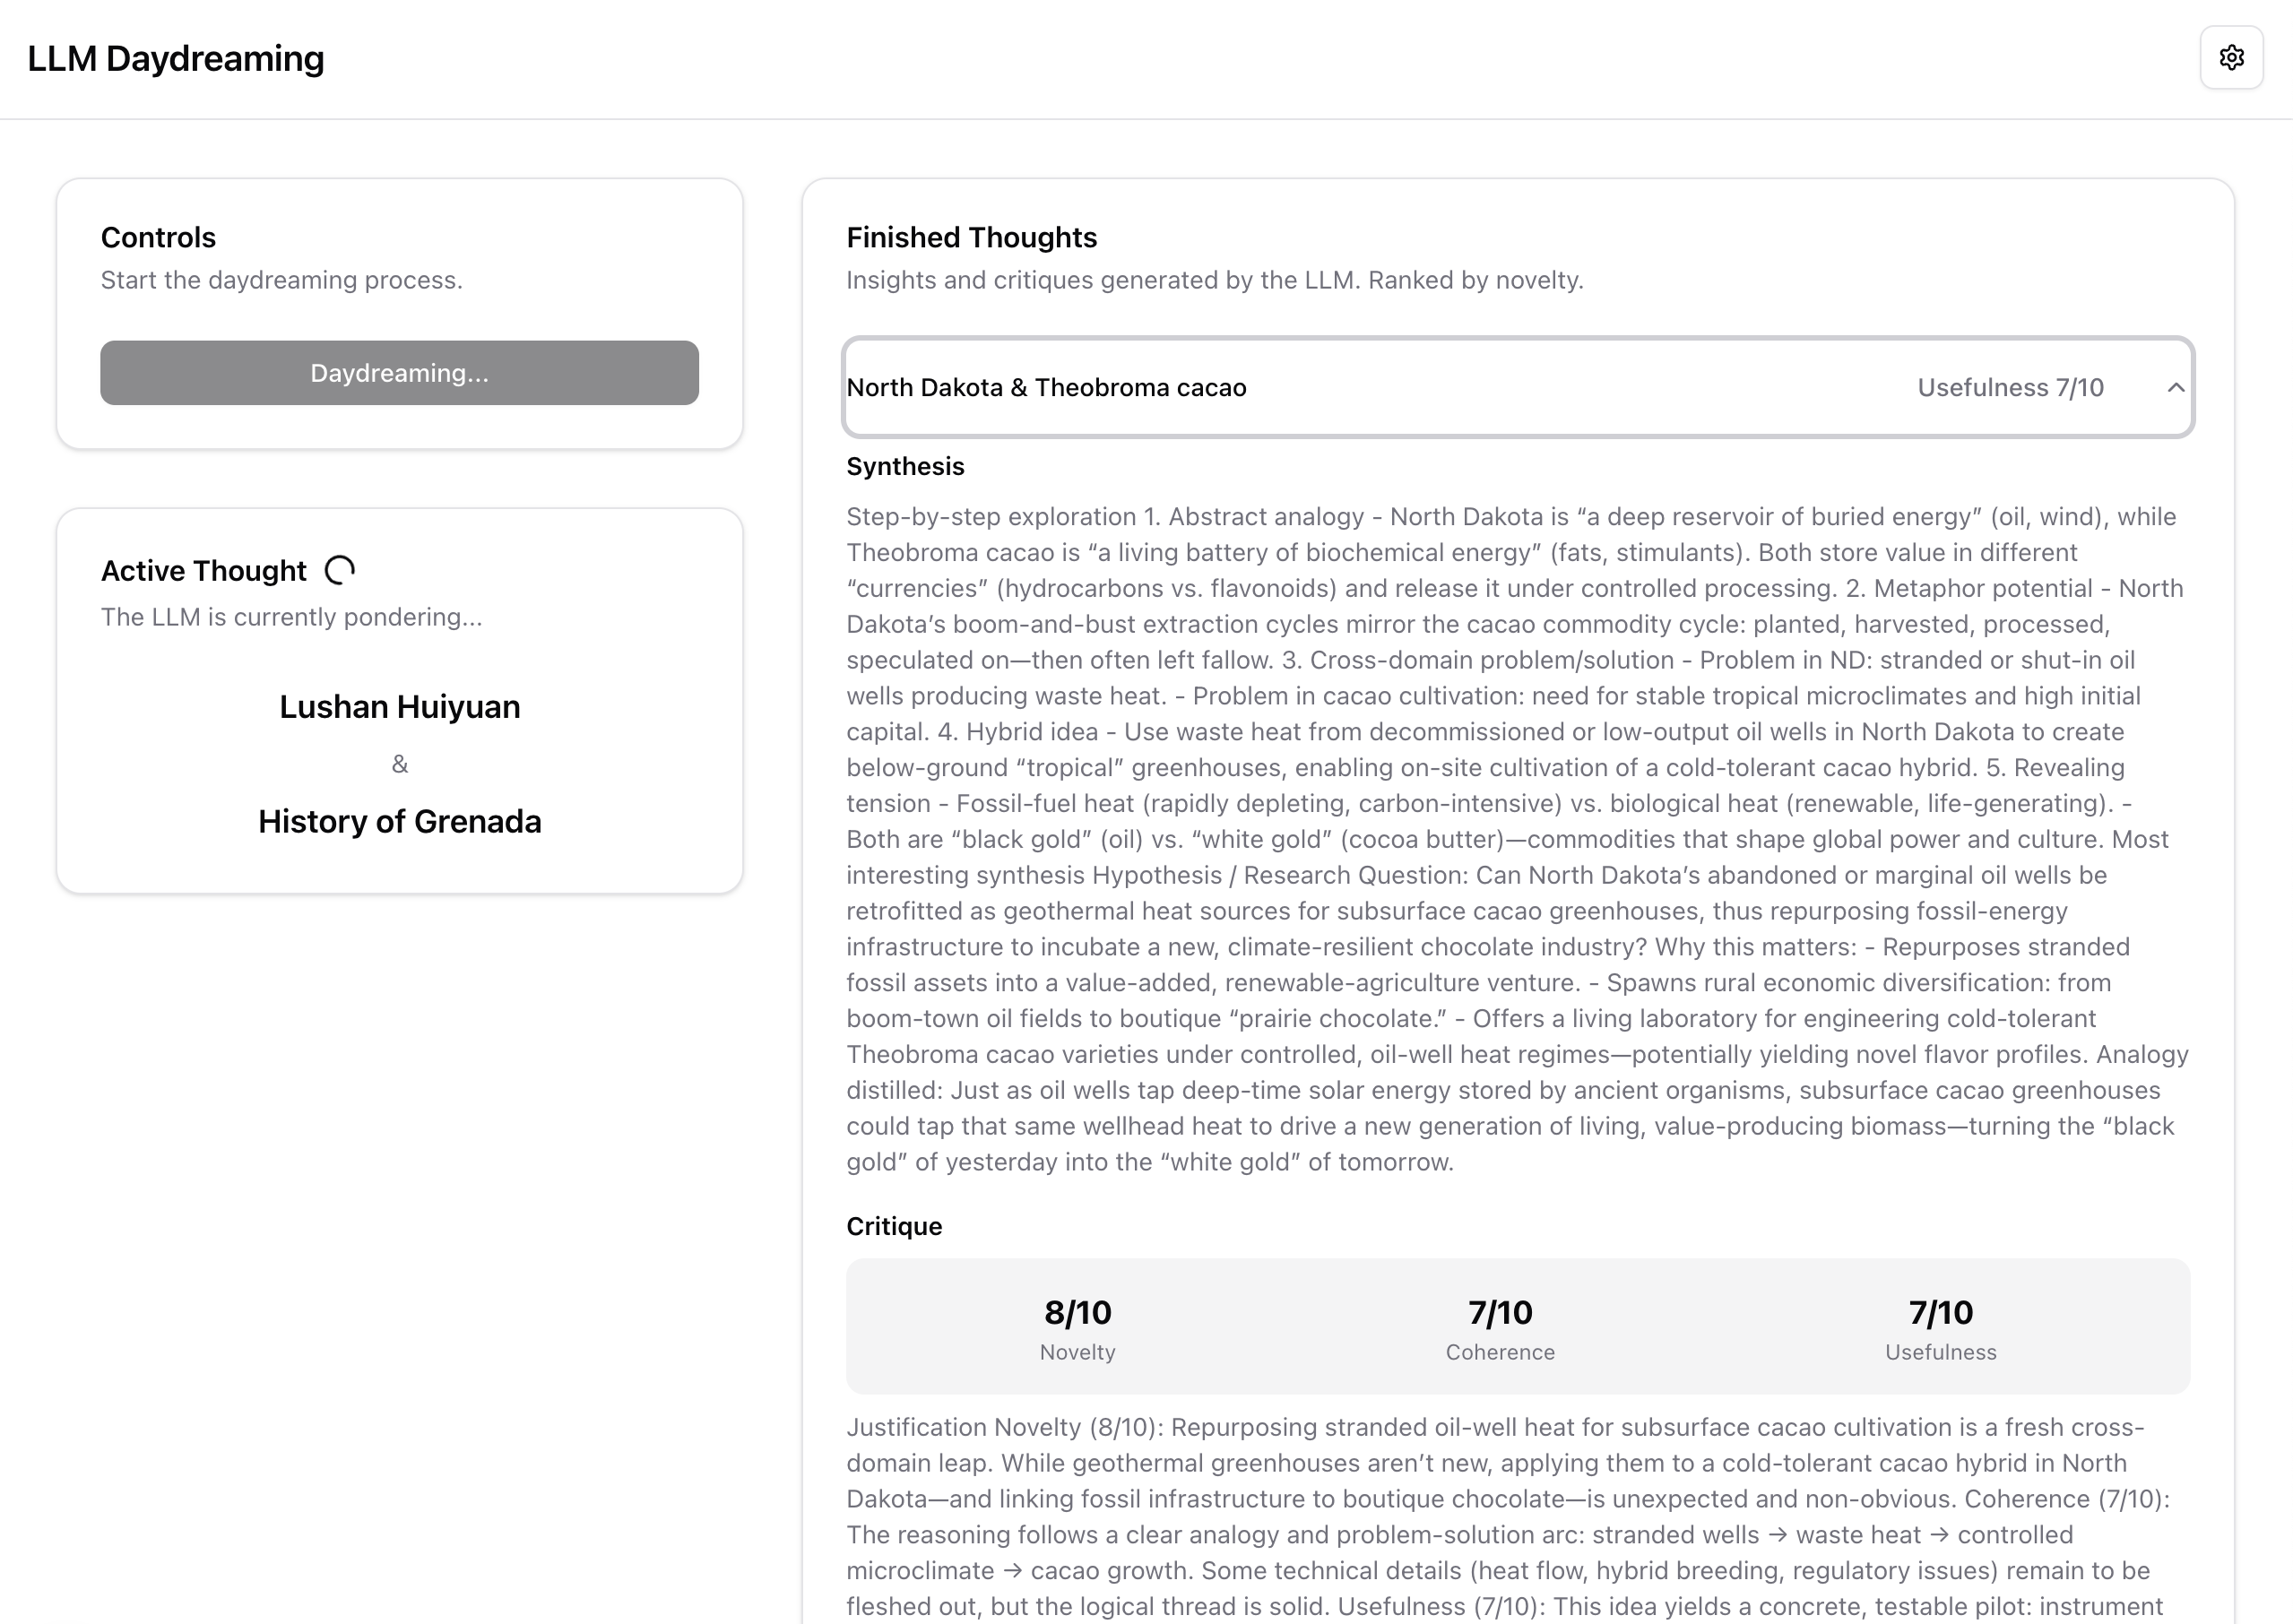 LLM Daydreaming
Controls
Start the daydreaming process.
Daydreaming...
Active Thought
The LLM is currently pondering...
Lushan Huiyuan
&
History of Grenada
Finished Thoughts
Insights and critiques generated by the LLM. Ranked by novelty.
North Dakota & Theobroma cacao
Usefulness 7/10
Synthesis
Step-by-step exploration 1. Abstract analogy - North Dakota is “a deep reservoir of buried energy” (oil, wind), while
Theobroma cacao is “a living battery of biochemical energy” (fats, stimulants). Both store value in different
“currencies” (hydrocarbons vs. flavonoids) and release it under controlled processing. 2. Metaphor potential - North
Dakota’s boom-and-bust extraction cycles mirror the cacao commodity cycle: planted, harvested, processed,
speculated on—then often left fallow. 3. Cross-domain problem/solution - Problem in ND: stranded or shut-in oil
wells producing waste heat. - Problem in cacao cultivation: need for stable tropical microclimates and high initial
capital. 4. Hybrid idea - Use waste heat from decommissioned or low-output oil wells in North Dakota to create
below-ground “tropical” greenhouses, enabling on-site cultivation of a cold-tolerant cacao hybrid. 5. Revealing
tension - Fossil-fuel heat (rapidly depleting, carbon-intensive) vs. biological heat (renewable, life-generating). -
Both are “black gold” (oil) vs. “white gold” (cocoa butter)—commodities that shape global power and culture. Most
interesting synthesis Hypothesis / Research Question: Can North Dakota’s abandoned or marginal oil wells be
retrofitted as geothermal heat sources for subsurface cacao greenhouses, thus repurposing fossil-energy
infrastructure to incubate a new, climate-resilient chocolate industry? Why this matters: - Repurposes stranded
fossil assets into a value-added, renewable-agriculture venture. - Spawns rural economic diversification: from
boom-town oil fields to boutique “prairie chocolate.” - Offers a living laboratory for engineering cold-tolerant
Theobroma cacao varieties under controlled, oil-well heat regimes—potentially yielding novel flavor profiles. Analogy
distilled: Just as oil wells tap deep-time solar energy stored by ancient organisms, subsurface cacao greenhouses
could tap that same wellhead heat to drive a new generation of living, value-producing biomass—turning the “black
gold” of yesterday into the “white gold” of tomorrow.
Critique
8/10
Novelty
7/10
Coherence
7/10
Usefulness
Justification Novelty (8/10): Repurposing stranded oil-well heat for subsurface cacao cultivation is a fresh cross-
domain leap. While geothermal greenhouses aren’t new, applying them to a cold-tolerant cacao hybrid in North
Dakota—and linking fossil infrastructure to boutique chocolate—is unexpected and non-obvious. Coherence (7/10):
The reasoning follows a clear analogy and problem-solution arc: stranded wells → waste heat → controlled
microclimate → cacao growth. Some technical details (heat flow, hybrid breeding, regulatory issues) remain to be
fleshed out, but the logical thread is solid. Usefulness (7/10): This idea yields a concrete, testable pilot: instrument